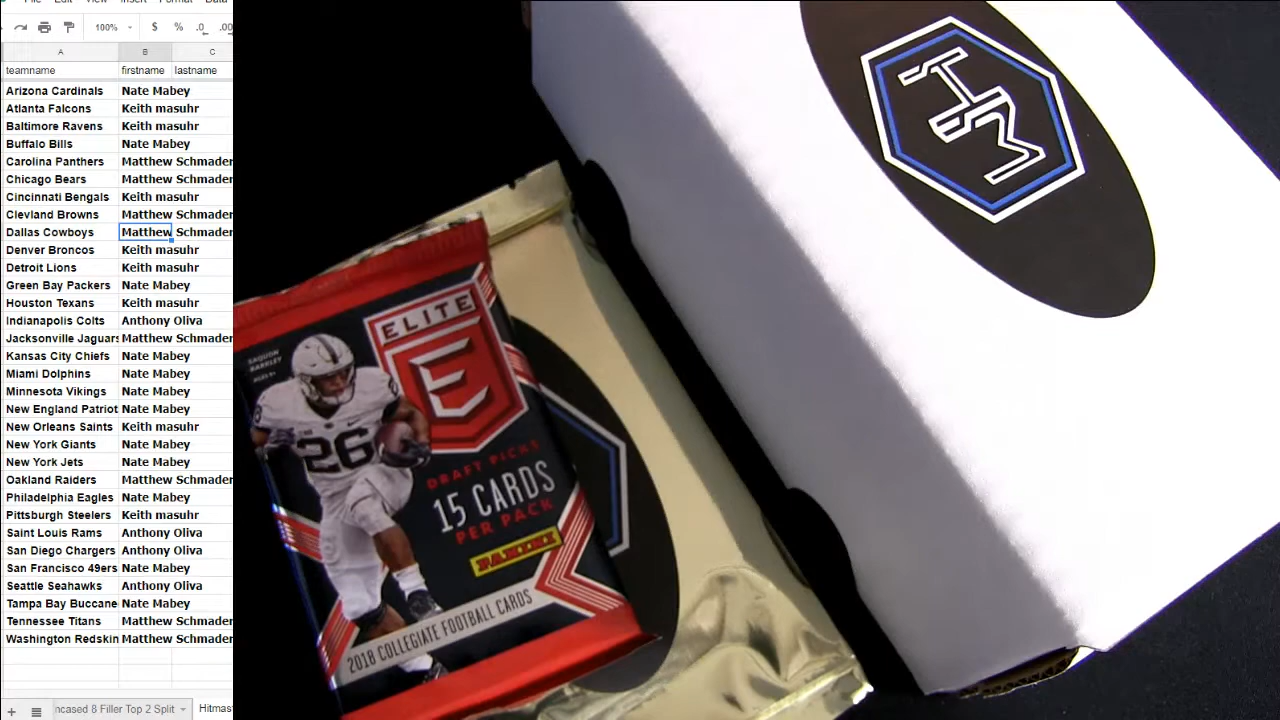 File Edit View Insert Format Data
100% $ % .0 .00
A B C
teamname firstname lastname
Arizona Cardinals Nate Mabey
Atlanta Falcons Keith masuhr
Baltimore Ravens Keith masuhr
Buffalo Bills Nate Mabey
Carolina Panthers Matthew Schmader
Chicago Bears Matthew Schmader
Cincinnati Bengals Keith masuhr
Clevland Browns Matthew Schmader
Dallas Cowboys Matthew Schmader
Denver Broncos Keith masuhr
Detroit Lions Keith masuhr
Green Bay Packers Nate Mabey
Houston Texans Keith masuhr
Indianapolis Colts Anthony Oliva
Jacksonville Jaguars Matthew Schmader
Kansas City Chiefs Nate Mabey
Miami Dolphins Nate Mabey
Minnesota Vikings Nate Mabey
New England Patriot Nate Mabey
New Orleans Saints Keith masuhr
New York Giants Nate Mabey
New York Jets Nate Mabey
Oakland Raiders Matthew Schmader
Philadelphia Eagles Nate Mabey
Pittsburgh Steelers Keith masuhr
Saint Louis Rams Anthony Oliva
San Diego Chargers Anthony Oliva
San Francisco 49ers Nate Mabey
Seattle Seahawks Anthony Oliva
Tampa Bay Buccane Nate Mabey
Tennessee Titans Matthew Schmader
Washington Redskin Matthew Schmader
ncased 8 Filler Top 2 Split Hitmas
HM
SAQUON
BARKLEY
ELITE
E
26
DRAFT PICKS
15 CARDS
PER PACK
PANINI
2018 COLLEGIATE FOOTBALL CARDS